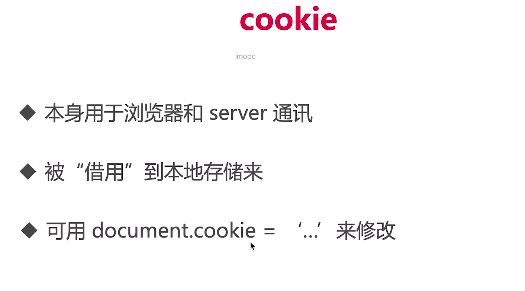 cookie
imooc
◆ 本身用于浏览器和 server 通讯
◆ 被“借用”到本地存储来
◆ 可用 document.cookie = ‘...’ 来修改